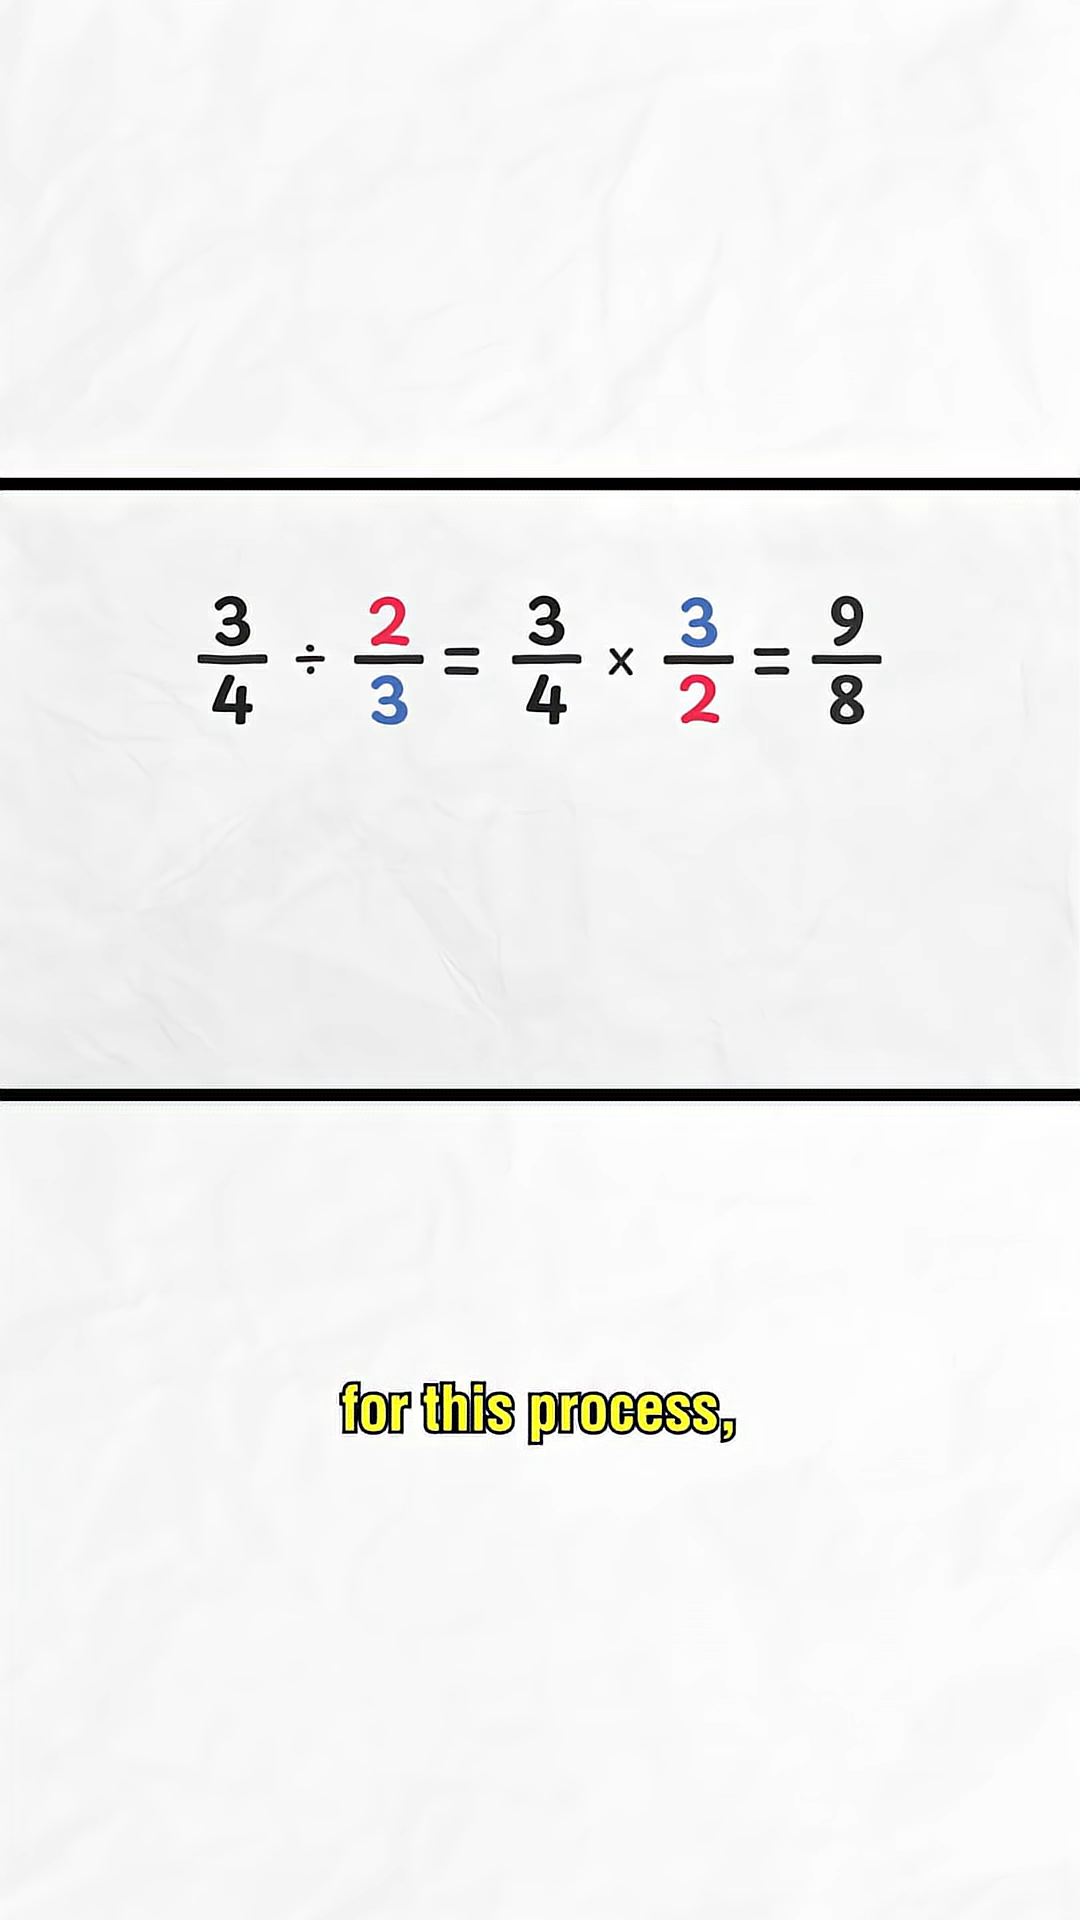 3/4 ÷ 2/3 = 3/4 × 3/2 = 9/8
for this process,